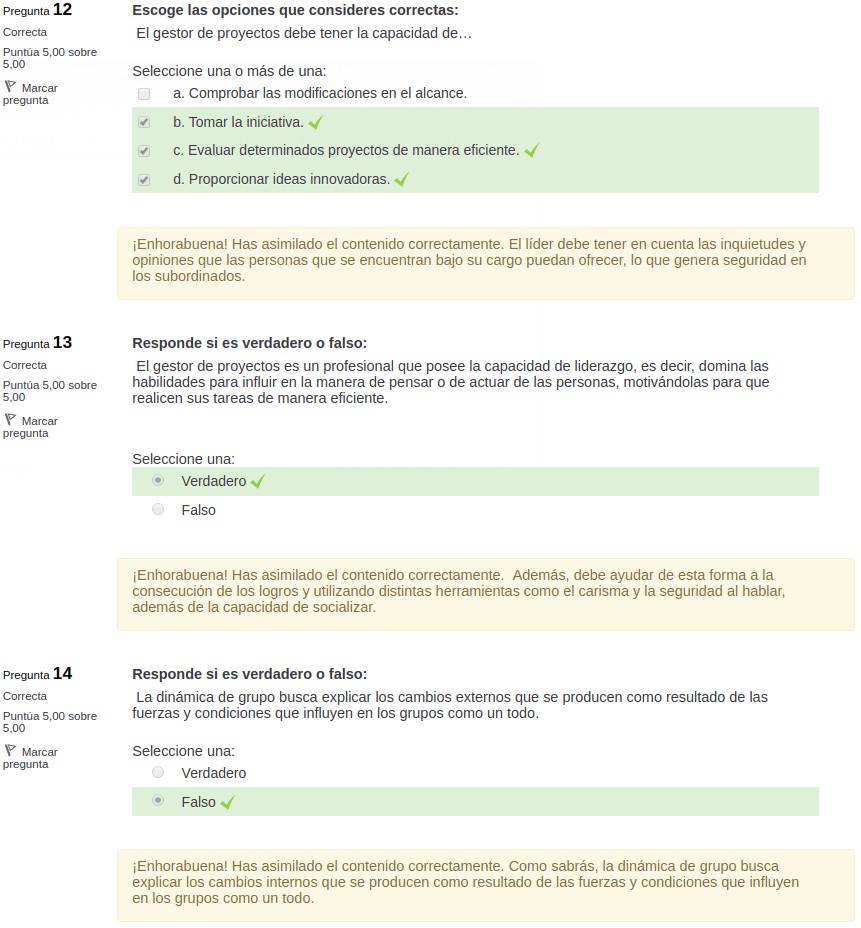 Pregunta 12
Correcta
Puntúa 5,00 sobre
5,00
Marcar
pregunta
Escoge las opciones que consideres correctas:
El gestor de proyectos debe tener la capacidad de…
Seleccione una o más de una:
a. Comprobar las modificaciones en el alcance.
b. Tomar la iniciativa.
c. Evaluar determinados proyectos de manera eficiente.
d. Proporcionar ideas innovadoras.
¡Enhorabuena! Has asimilado el contenido correctamente. El líder debe tener en cuenta las inquietudes y
opiniones que las personas que se encuentran bajo su cargo puedan ofrecer, lo que genera seguridad en
los subordinados.
Pregunta 13
Correcta
Puntúa 5,00 sobre
5,00
Marcar
pregunta
Responde si es verdadero o falso:
El gestor de proyectos es un profesional que posee la capacidad de liderazgo, es decir, domina las
habilidades para influir en la manera de pensar o de actuar de las personas, motivándolas para que
realicen sus tareas de manera eficiente.
Seleccione una:
Verdadero
Falso
¡Enhorabuena! Has asimilado el contenido correctamente.  Además, debe ayudar de esta forma a la
consecución de los logros y utilizando distintas herramientas como el carisma y la seguridad al hablar,
además de la capacidad de socializar.
Pregunta 14
Correcta
Puntúa 5,00 sobre
5,00
Marcar
pregunta
Responde si es verdadero o falso:
La dinámica de grupo busca explicar los cambios externos que se producen como resultado de las
fuerzas y condiciones que influyen en los grupos como un todo.
Seleccione una:
Verdadero
Falso
¡Enhorabuena! Has asimilado el contenido correctamente. Como sabrás, la dinámica de grupo busca
explicar los cambios internos que se producen como resultado de las fuerzas y condiciones que influyen
en los grupos como un todo.